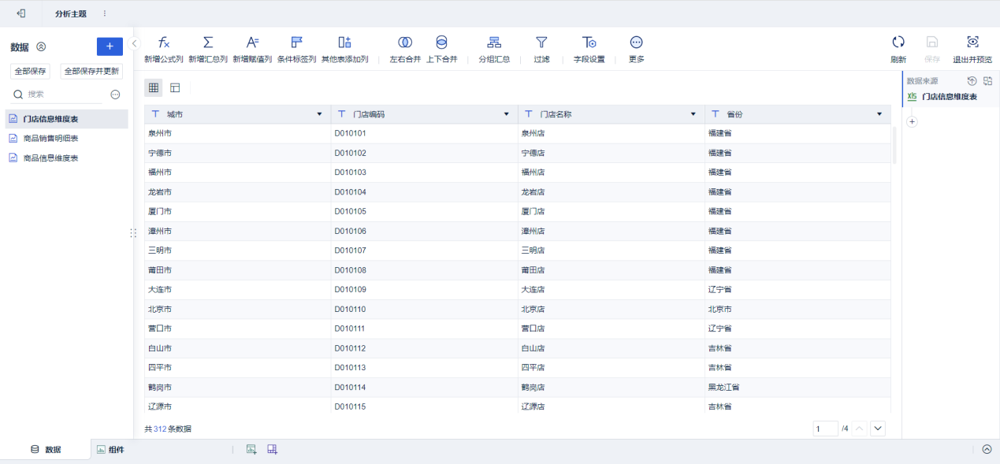 分析主题
数据
+
全部保存 全部保存并更新
搜索
门店信息维度表
商品销售明细表
商品信息维度表
新增公式列 新增汇总列 新增赋值列 条件标签列 其他表添加列 左右合并 上下合并 分组汇总 过滤 字段设置 更多 刷新 保存 退出并预览
城市 门店编码 门店名称 省份
泉州市 D010101 泉州店 福建省
宁德市 D010102 宁德店 福建省
福州市 D010103 福州店 福建省
龙岩市 D010104 龙岩店 福建省
厦门市 D010105 厦门店 福建省
漳州市 D010106 漳州店 福建省
三明市 D010107 三明店 福建省
莆田市 D010108 莆田店 福建省
大连市 D010109 大连店 辽宁省
北京市 D010110 北京店 北京市
营口市 D010111 营口店 辽宁省
白山市 D010112 白山店 吉林省
四平市 D010113 四平店 吉林省
鹤岗市 D010114 鹤岗店 黑龙江省
辽源市 D010115 辽源店 吉林省
共312条数据
1 /4
数据来源
门店信息维度表
数据 组件